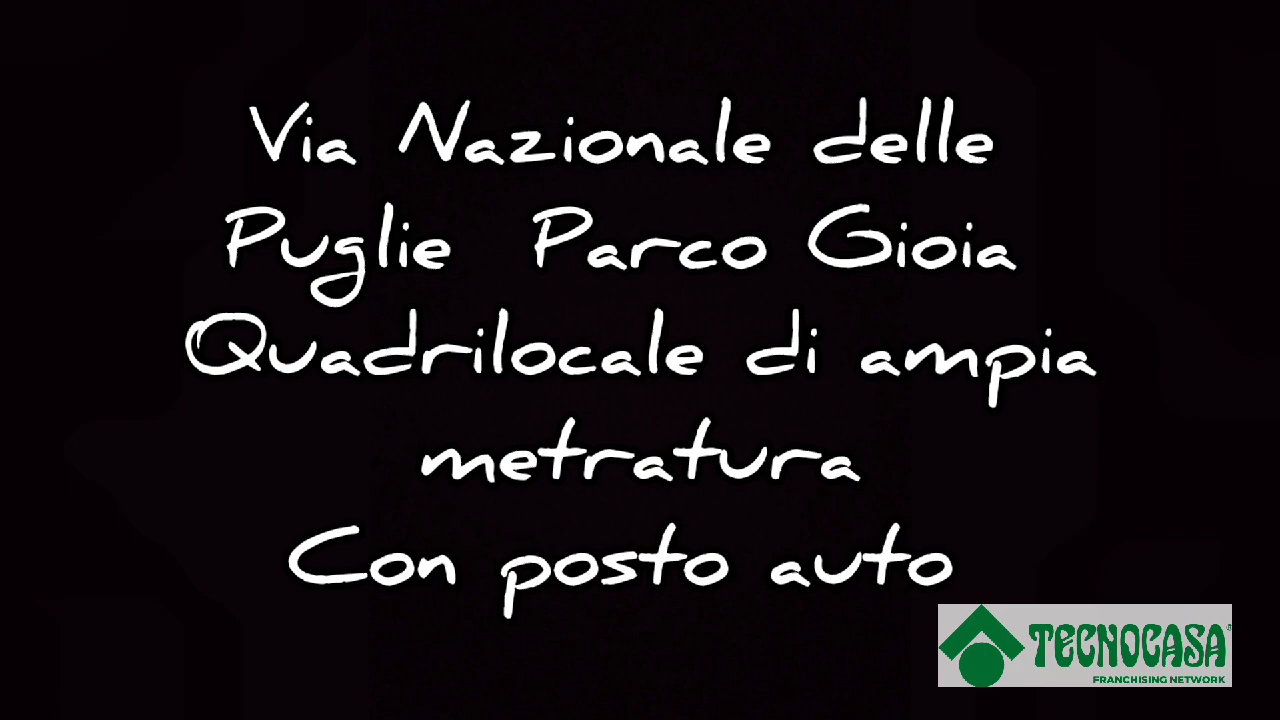 Via Nazionale delle
Puglie Parco Gioia
Quadrilocale di ampia
metratura
Con posto auto
TECNOCASA
FRANCHISING NETWORK